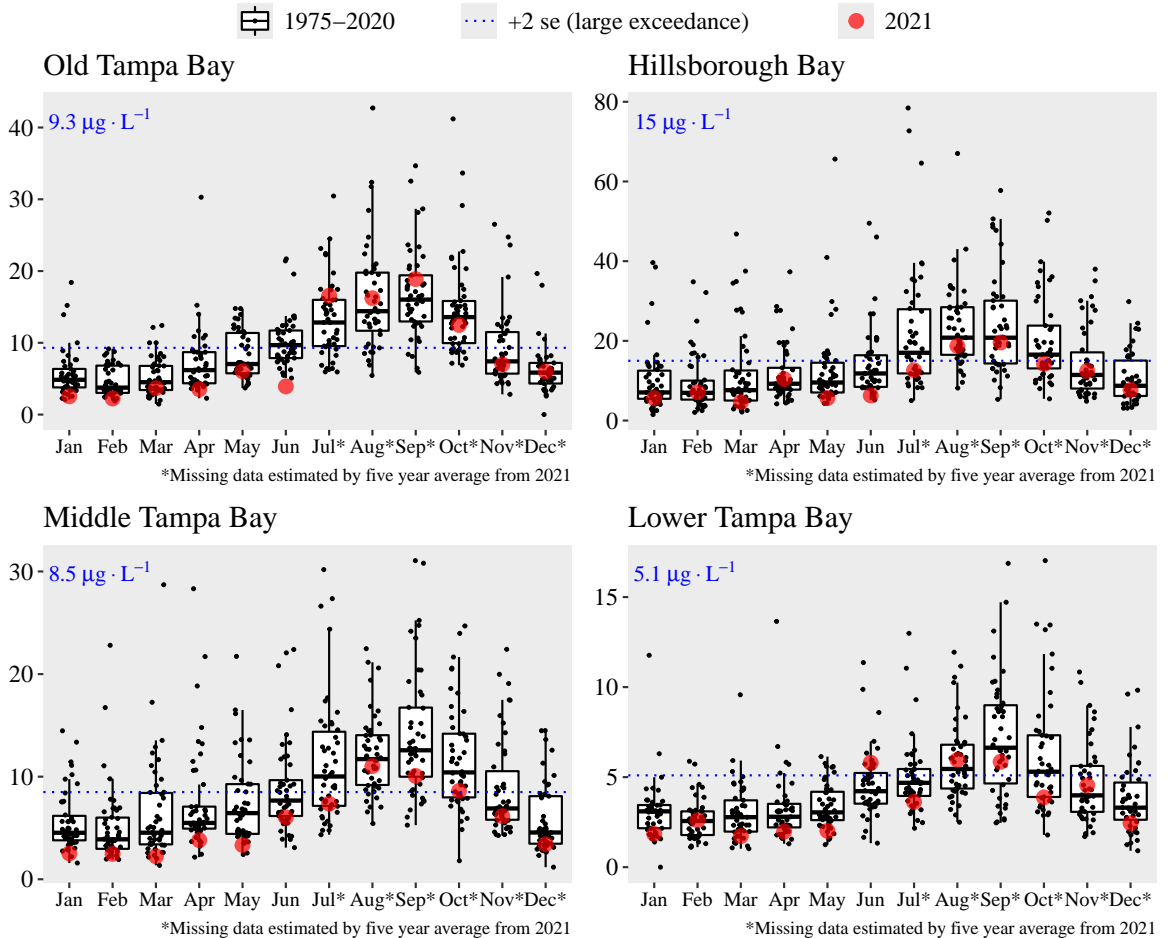 1975−2020 +2 se (large exceedance) 2021
Old Tampa Bay
9.3 μg · L⁻¹
40
30
20
10
0
Jan Feb Mar Apr May Jun Jul* Aug* Sep* Oct* Nov* Dec*
*Missing data estimated by five year average from 2021
Hillsborough Bay
15 μg · L⁻¹
80
60
40
20
0
Jan Feb Mar Apr May Jun Jul* Aug* Sep* Oct* Nov* Dec*
*Missing data estimated by five year average from 2021
Middle Tampa Bay
8.5 μg · L⁻¹
30
20
10
0
Jan Feb Mar Apr May Jun Jul* Aug* Sep* Oct* Nov* Dec*
*Missing data estimated by five year average from 2021
Lower Tampa Bay
5.1 μg · L⁻¹
15
10
5
0
Jan Feb Mar Apr May Jun Jul* Aug* Sep* Oct* Nov* Dec*
*Missing data estimated by five year average from 2021